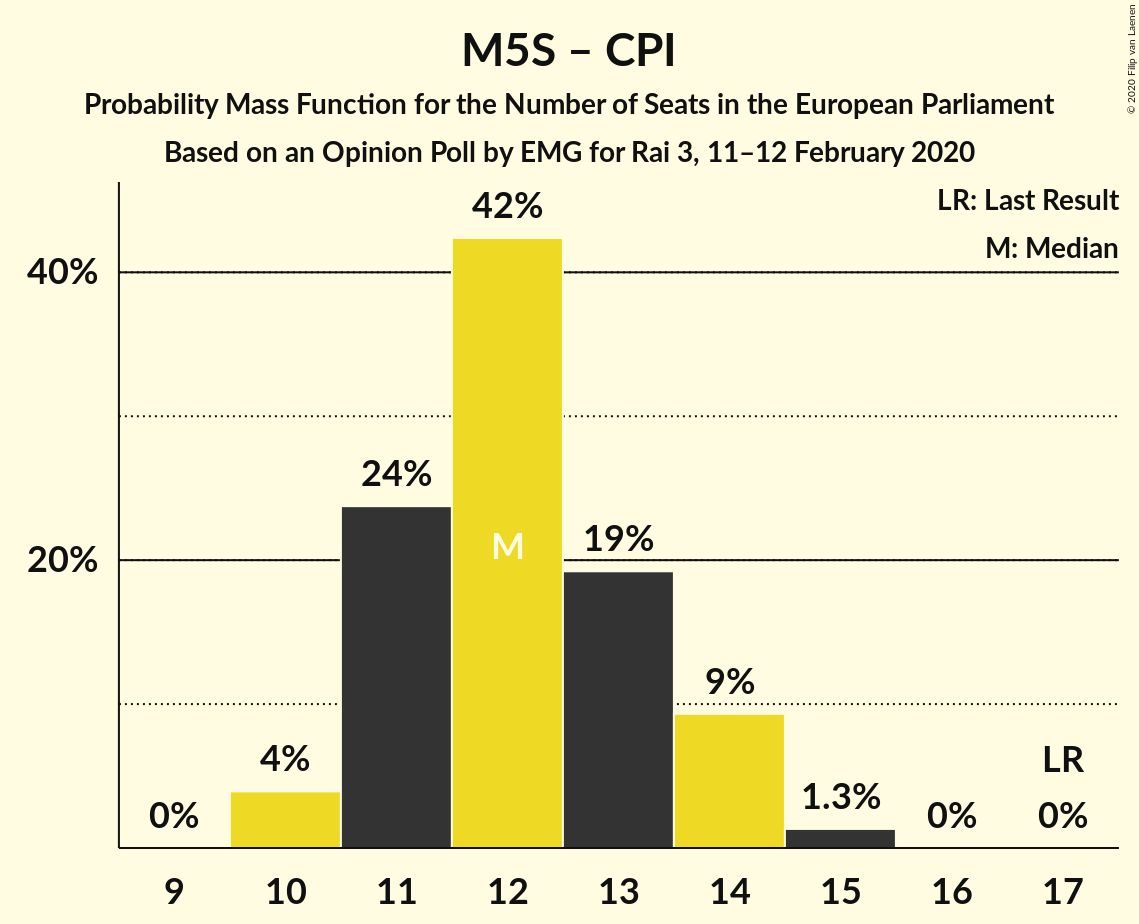 M5S – CPI
Probability Mass Function for the Number of Seats in the European Parliament
Based on an Opinion Poll by EMG for Rai 3, 11–12 February 2020
© 2020 Filip van Laenen
LR: Last Result
M: Median
40%
20%
0%
4%
24%
42%
M
19%
9%
1.3%
0%
LR
0%
9 10 11 12 13 14 15 16 17